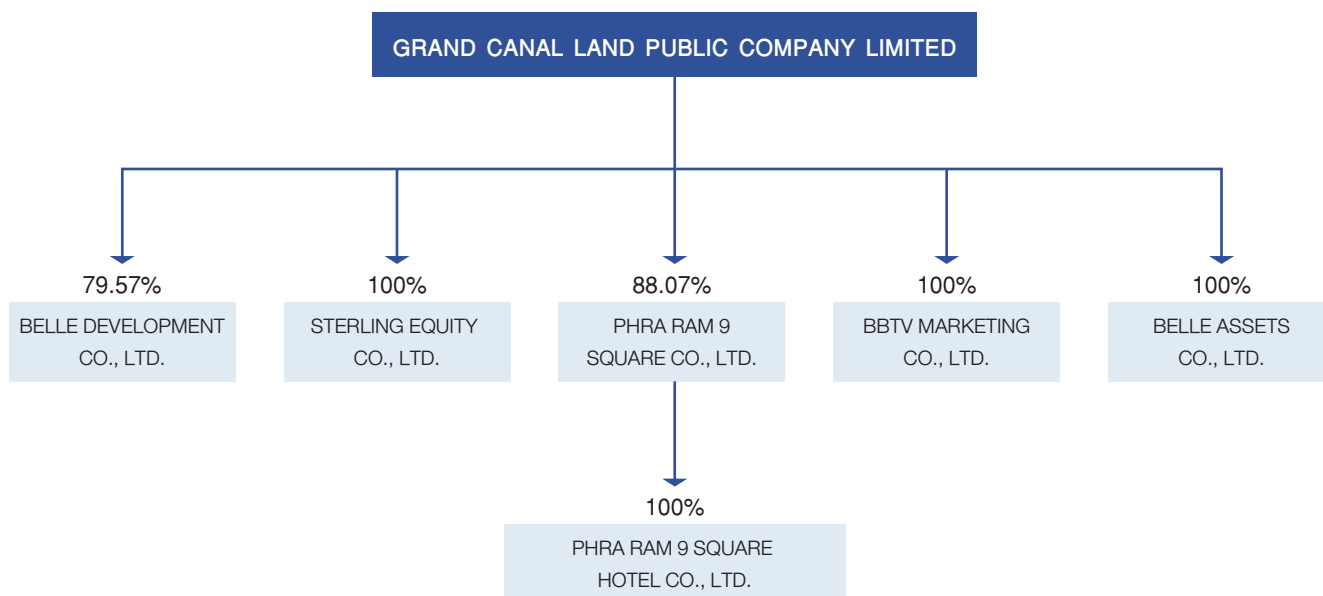 GRAND CANAL LAND PUBLIC COMPANY LIMITED
79.57%
BELLE DEVELOPMENT
CO., LTD.
100%
STERLING EQUITY
CO., LTD.
88.07%
PHRA RAM 9
SQUARE CO., LTD.
100%
BBTV MARKETING
CO., LTD.
100%
BELLE ASSETS
CO., LTD.
100%
PHRA RAM 9 SQUARE
HOTEL CO., LTD.